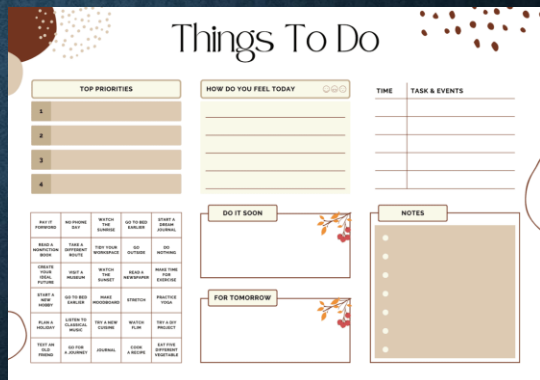 Things To Do
TOP PRIORITIES
1
2
3
4
HOW DO YOU FEEL TODAY
TIME
TASK & EVENTS
PAY IT
FORWORD
NO PHONE
DAY
WATCH
THE
SUNRISE
GO TO BED
EARLIER
START A
DREAM
JOURNAL
READ A
NONFICTION
BOOK
TAKE A
DIFFERENT
ROUTE
TIDY YOUR
WORKSPACE
GO
OUTSIDE
DO
NOTHING
CREATE
YOUR
IDEAL
FUTURE
VISIT A
MUSEUM
WATCH
THE
SUNSET
READ A
NEWSPAPER
MAKE TIME
FOR
EXERCISE
START A
NEW
HOBBY
GO TO BED
EARLIER
MAKE
MOODBOARD
STRETCH
PRACTICE
YOGA
PLAN A
HOLIDAY
LISTEN TO
CLASSICAL
MUSIC
TRY A NEW
CUISINE
WATCH
FLIM
TRY A DIY
PROJECT
TEXT AN
OLD
FRIEND
GO FOR
A JOURNEY
JOURNAL
COOK
A RECIPE
EAT FIVE
DIFFERENT
VEGETABLE
DO IT SOON
FOR TOMORROW
NOTES